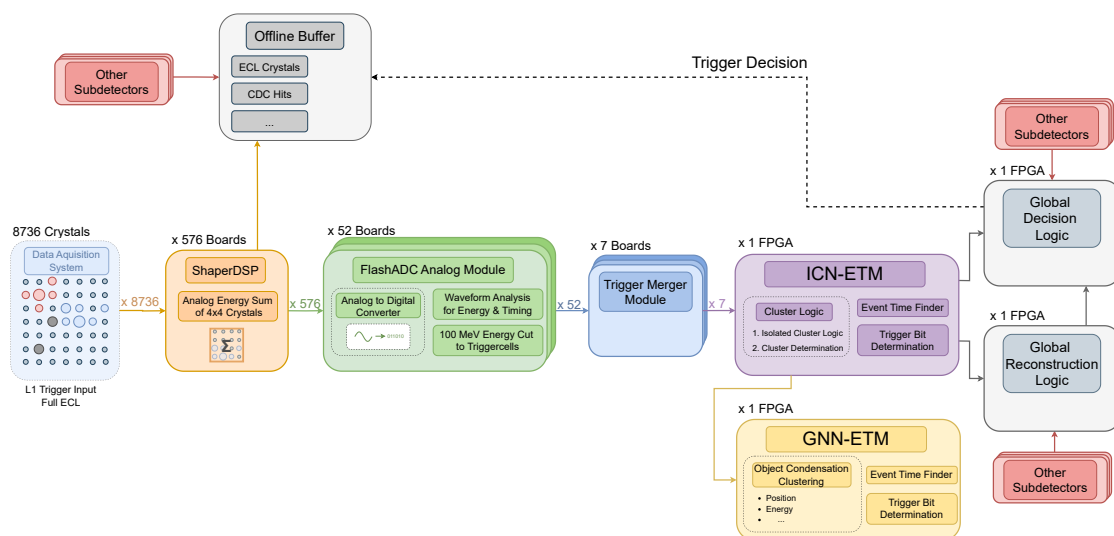 Offline Buffer
ECL Crystals
CDC Hits
...
Other
Subdetectors
Trigger Decision
Other
Subdetectors
x 1 FPGA
Global
Decision
Logic
8736 Crystals
Data Aquisition
System
L1 Trigger Input
Full ECL
x 8736
x 576 Boards
ShaperDSP
Analog Energy Sum
of 4x4 Crystals
Σ
x 576
x 52 Boards
FlashADC Analog Module
Analog to Digital
Converter
Waveform Analysis
for Energy & Timing
100 MeV Energy Cut
to Triggercells
x 52
x 7 Boards
Trigger Merger
Module
x 7
x 1 FPGA
ICN-ETM
Cluster Logic
1. Isolated Cluster Logic
2. Cluster Determination
Event Time Finder
Trigger Bit
Determination
x 1 FPGA
Global
Reconstruction
Logic
Other
Subdetectors
x 1 FPGA
GNN-ETM
Object Condensation
Clustering
• Position
• Energy
• ...
Event Time Finder
Trigger Bit
Determination